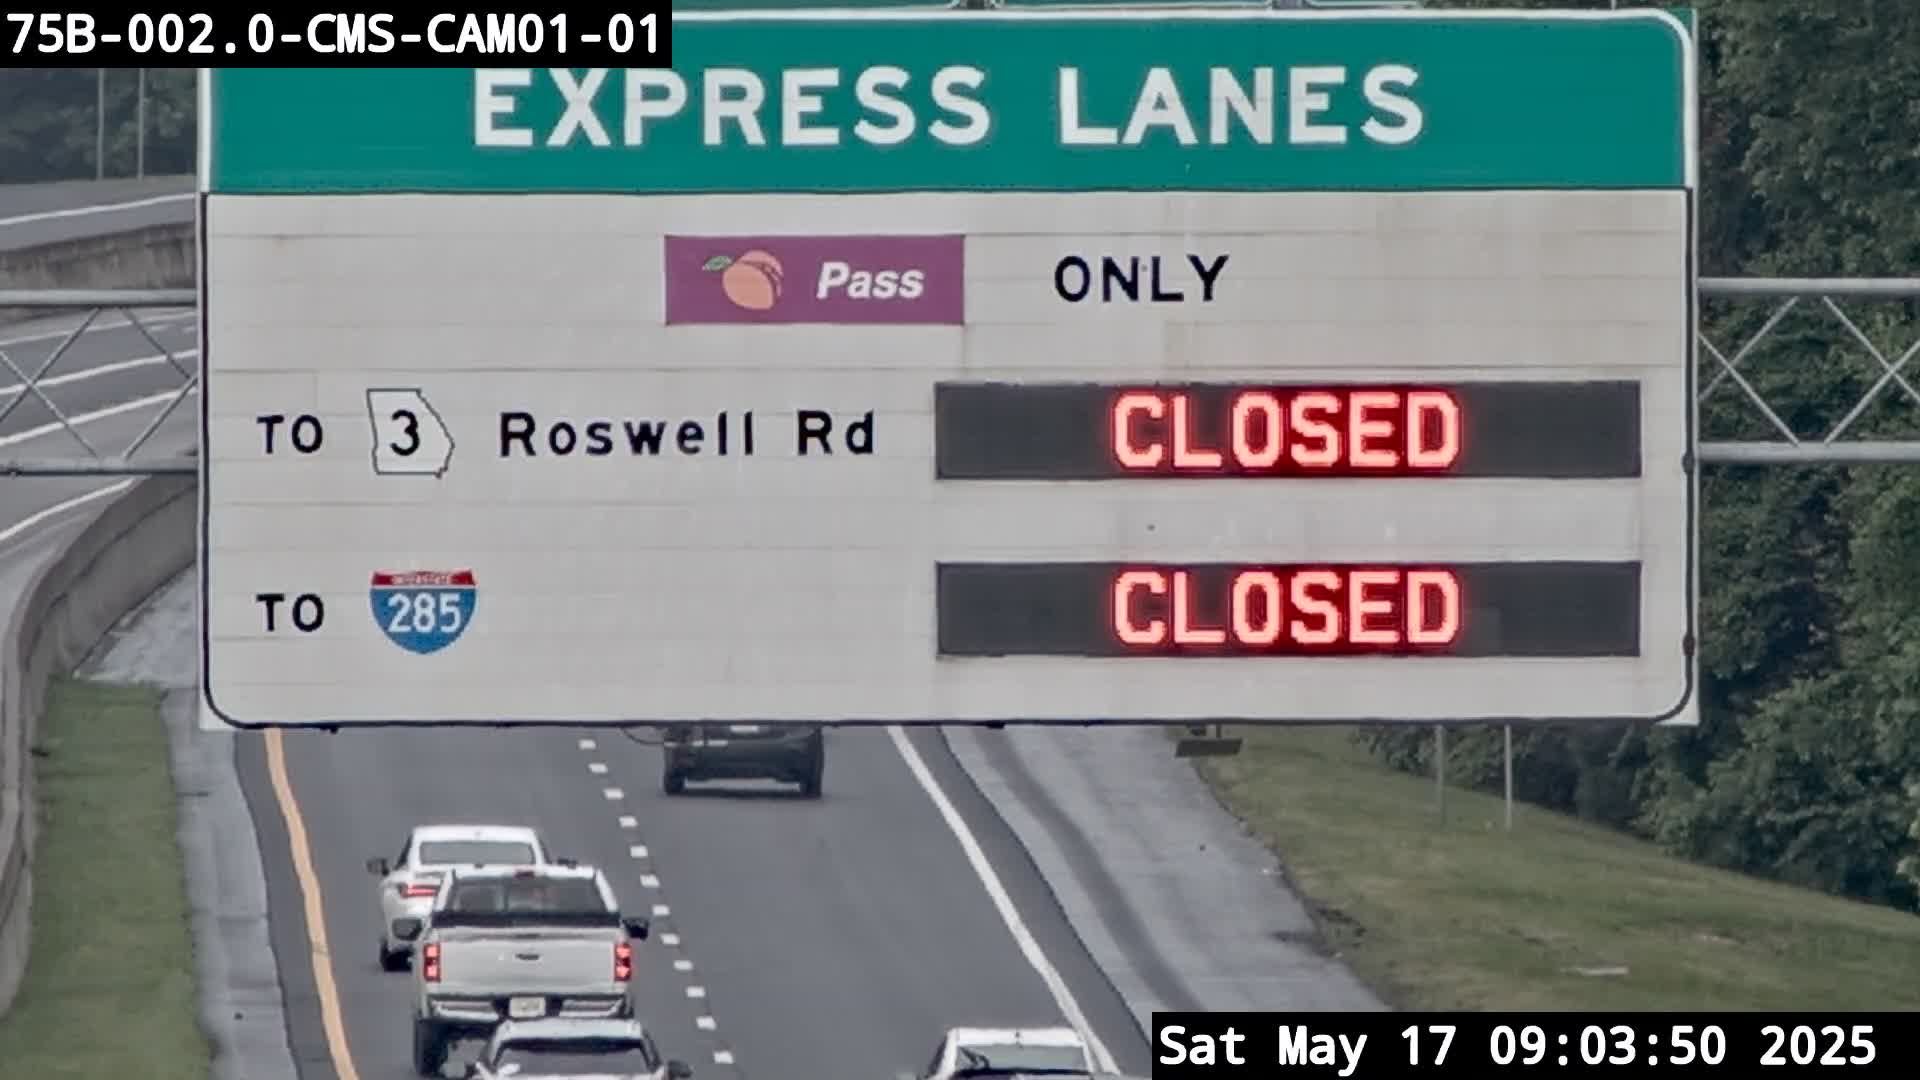 75B-002.0-CMS-CAM01-01
EXPRESS LANES
Pass ONLY
TO 3 Roswell Rd CLOSED
TO INTERSTATE 285 CLOSED
Sat May 17 09:03:50 2025